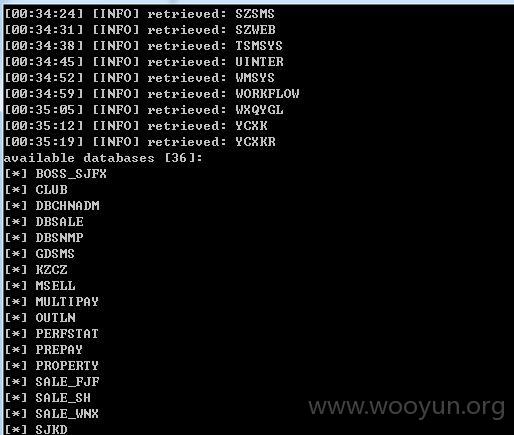 [00:34:24] [INFO] retrieved: SZSMS
[00:34:31] [INFO] retrieved: SZWEB
[00:34:38] [INFO] retrieved: TSMSYS
[00:34:45] [INFO] retrieved: UINTER
[00:34:52] [INFO] retrieved: WMSYS
[00:34:59] [INFO] retrieved: WORKFLOW
[00:35:05] [INFO] retrieved: WXQYGL
[00:35:12] [INFO] retrieved: YCXK
[00:35:19] [INFO] retrieved: YCXKR
available databases [36]:
[*] BOSS_SJFX
[*] CLUB
[*] DBCHNADM
[*] DBSALE
[*] DBSNMP
[*] GDSMS
[*] KZCZ
[*] MSELL
[*] MULTIPAY
[*] OUTLN
[*] PERFSTAT
[*] PREPAY
[*] PROPERTY
[*] SALE_FJF
[*] SALE_SH
[*] SALE_WNX
[*] SJKD
www.wooyun.org